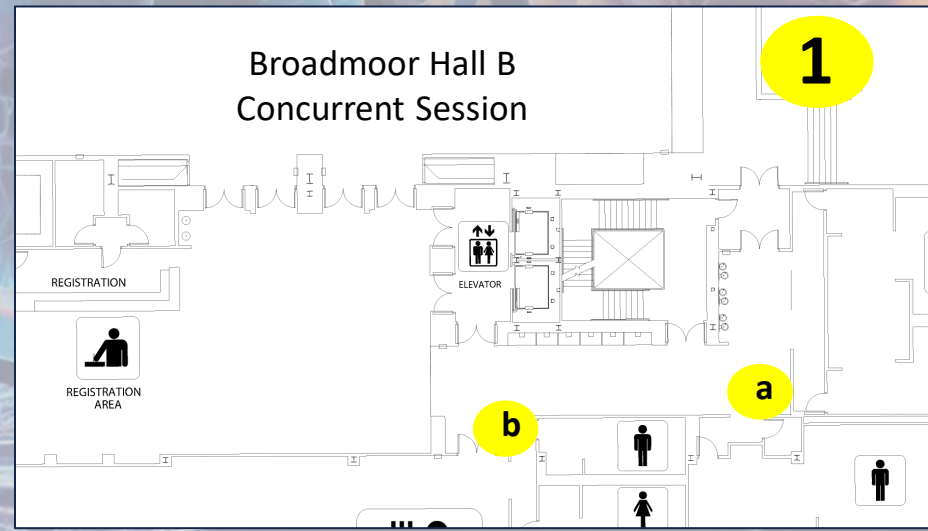 Broadmoor Hall B
Concurrent Session
1
ELEVATOR
REGISTRATION
REGISTRATION
AREA
a
b